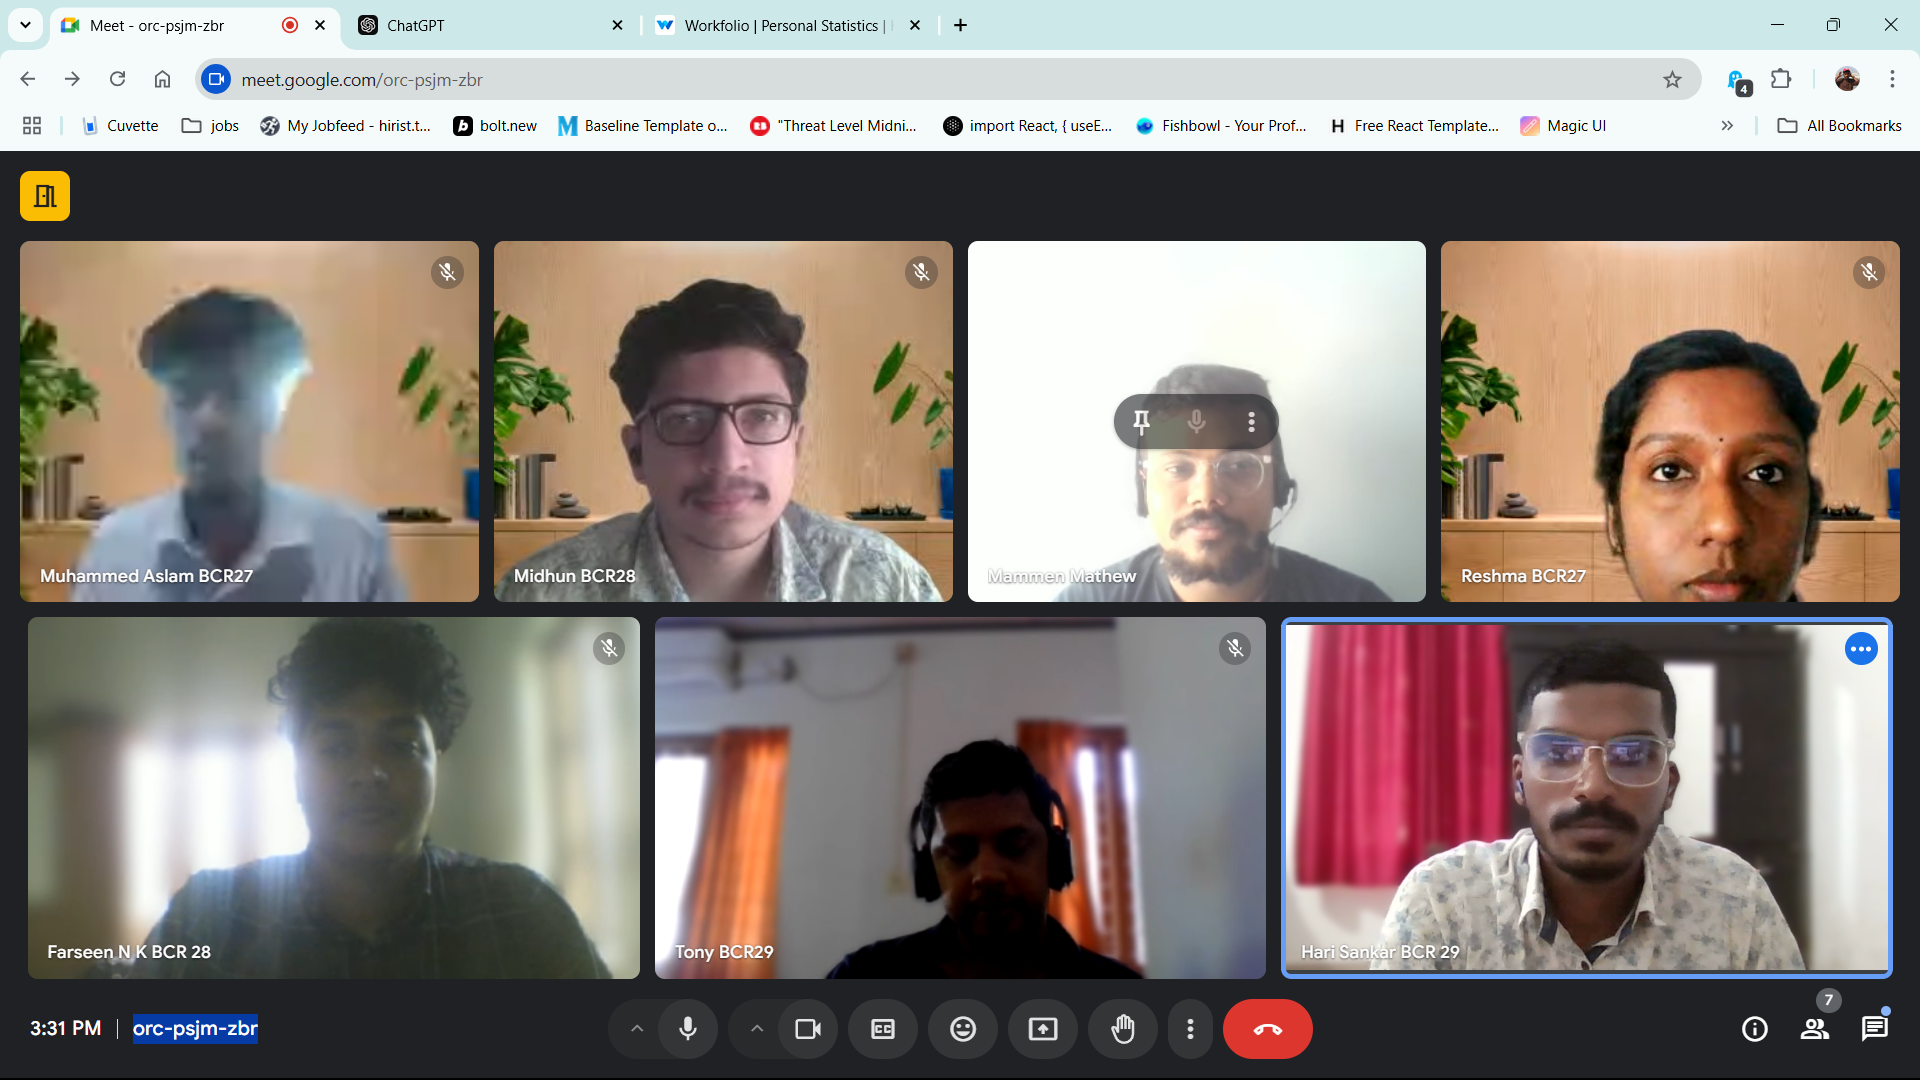 Meet - orc-psjm-zbr
ChatGPT
Workfolio | Personal Statistics |
meet.google.com/orc-psjm-zbr
4
Cuvette
jobs
My Jobfeed - hirist.t...
bolt.new
Baseline Template o...
"Threat Level Midni...
import React, { useE...
Fishbowl - Your Prof...
Free React Template...
Magic UI
All Bookmarks
Muhammed Aslam BCR27
Midhun BCR28
Mammen Mathew
Reshma BCR27
Farseen N K BCR 28
Tony BCR29
Hari Sankar BCR 29
3:31 PM
orc-psjm-zbr
CC
7